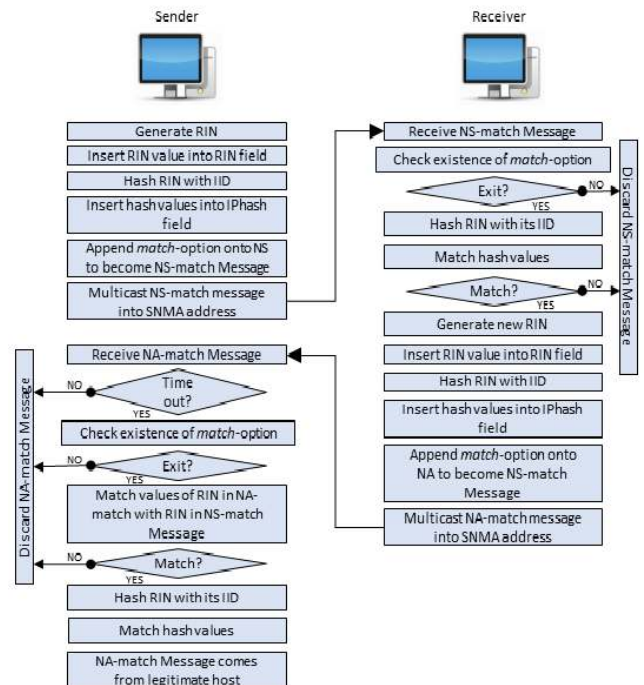 Sender
Generate RIN
Insert RIN value into RIN field
Hash RIN with IID
Insert hash values into IPhash
field
Append match-option onto NS
to become NS-match Message
Multicast NS-match message
into SNMA address
Receive NA-match Message
Time
out?
NO
YES
Check existence of match-option
Exit?
NO
YES
Match values of RIN in NA-
match with RIN in NS-match
Message
Match?
NO
YES
Hash RIN with its IID
Match hash values
NA-match Message comes
from legitimate host
Discard NA-match Message
Receiver
Receive NS-match Message
Check existence of match-option
Exit?
NO
YES
Hash RIN with its IID
Match hash values
Match?
NO
YES
Generate new RIN
Insert RIN value into RIN field
Hash RIN with IID
Insert hash values into IPhash
field
Append match-option onto
NA to become NS-match
Message
Multicast NA-match message
into SNMA address
Discard NS-match Message